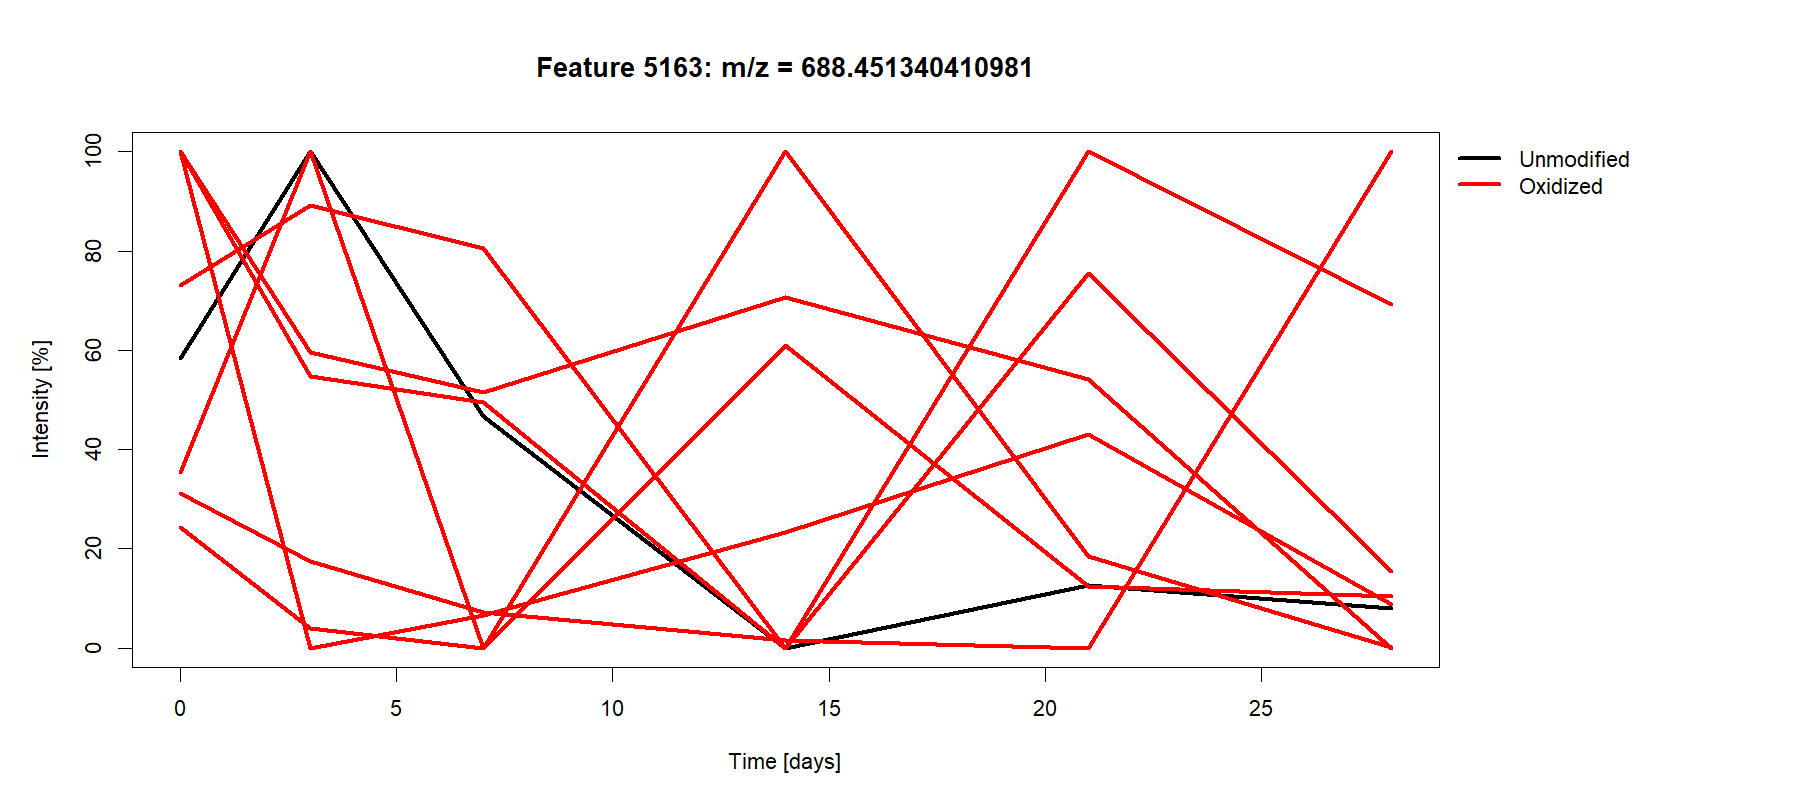 Feature 5163: m/z = 688.451340410981
Unmodified
Oxidized
Intensity [%]
100
80
60
40
20
0
0 5 10 15 20 25
Time [days]